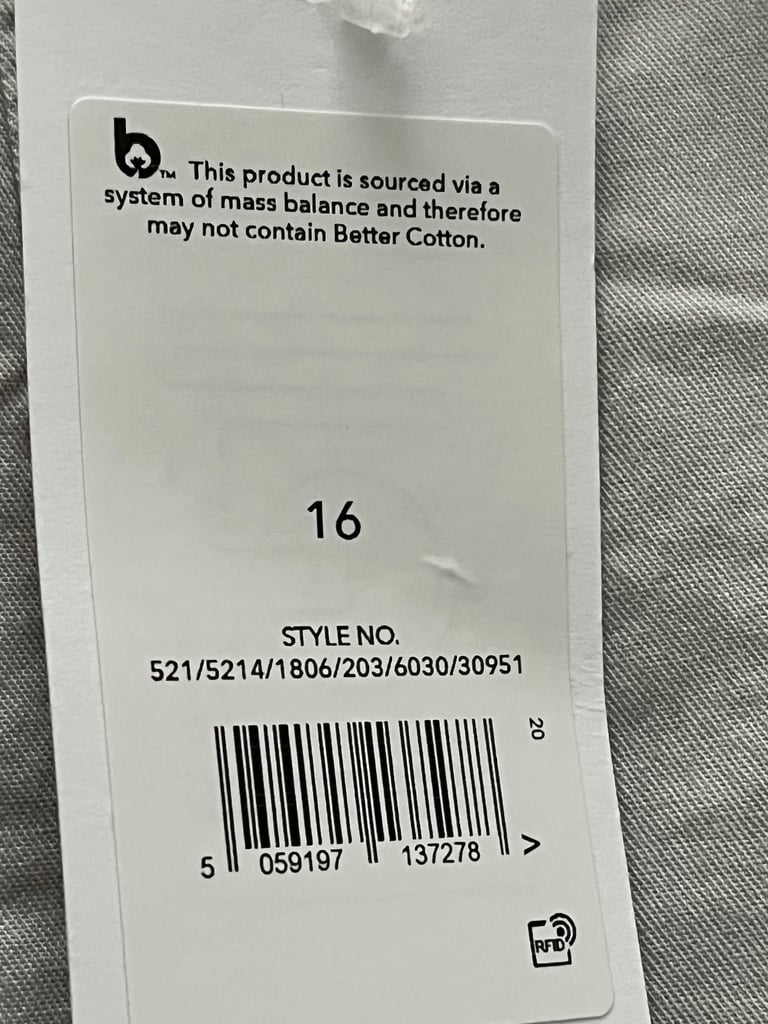 b™ This product is sourced via a
system of mass balance and therefore
may not contain Better Cotton.
16
STYLE NO.
521/5214/1806/203/6030/30951
20
5 059197 137278 >
RFID